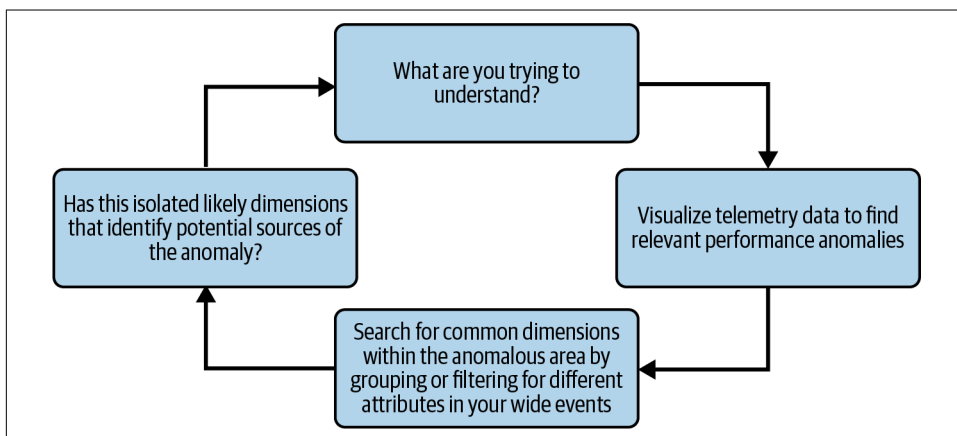 What are you trying to
understand?
Visualize telemetry data to find
relevant performance anomalies
Search for common dimensions
within the anomalous area by
grouping or filtering for different
attributes in your wide events
Has this isolated likely dimensions
that identify potential sources of
the anomaly?